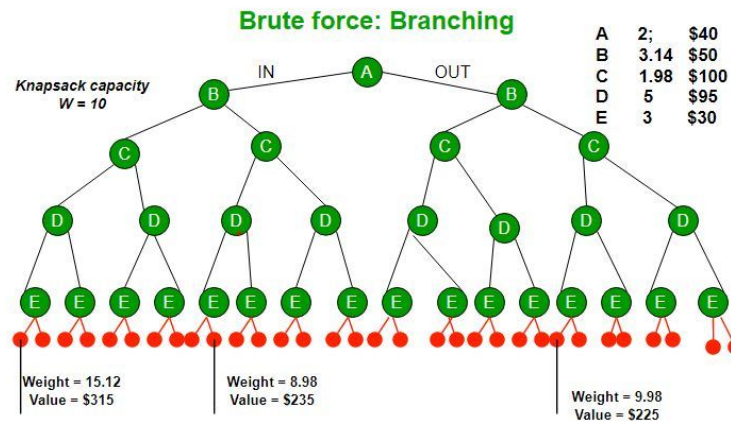 Brute force: Branching
A 2; $40
B 3.14 $50
C 1.98 $100
D 5 $95
E 3 $30
Knapsack capacity
W = 10
IN OUT
A
B B
C C C C
D D D D D D D D
E E E E E E E E E E E E E E E E
Weight = 15.12
Value = $315
Weight = 8.98
Value = $235
Weight = 9.98
Value = $225